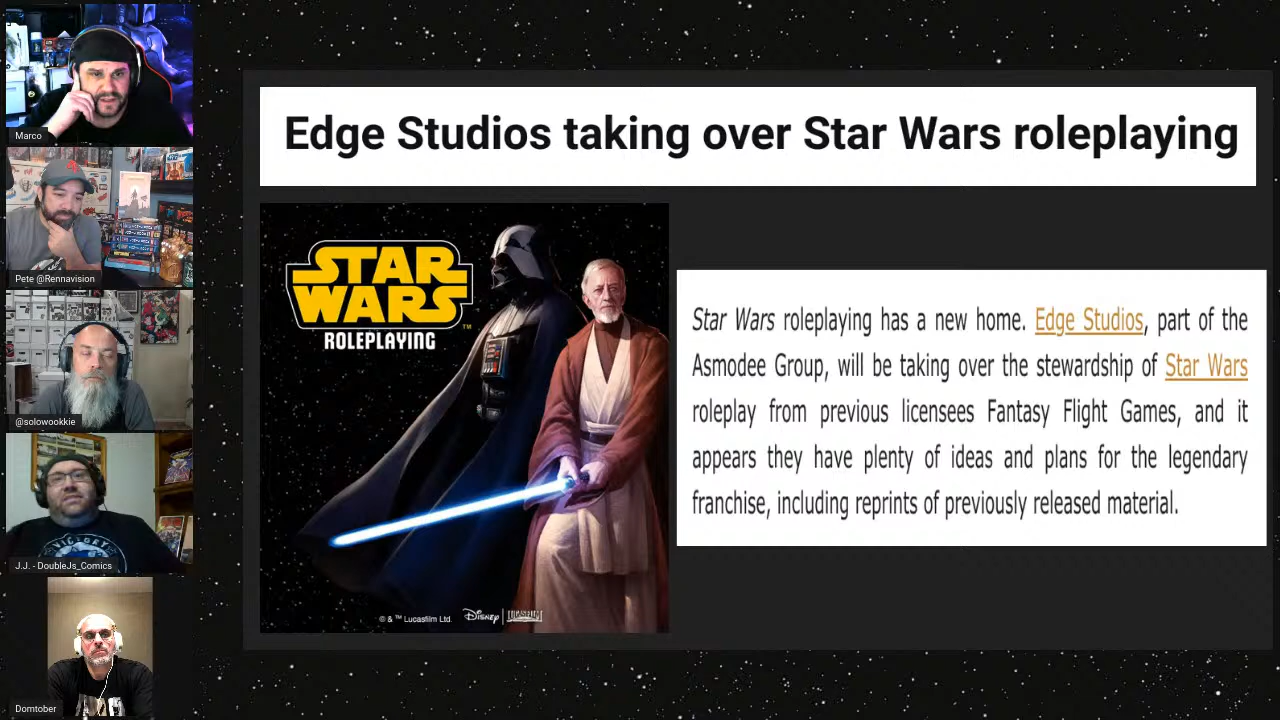 Marco
Pete @Rennavision
@solowookkie
J.J. - DoubleJs_Comics
Domtober
Edge Studios taking over Star Wars roleplaying
STAR
WARS
TM
ROLEPLAYING
© & ™ Lucasfilm Ltd.
Disney | LUCASFILM
Star Wars roleplaying has a new home. Edge Studios, part of the
Asmodee Group, will be taking over the stewardship of Star Wars
roleplay from previous licensees Fantasy Flight Games, and it
appears they have plenty of ideas and plans for the legendary
franchise, including reprints of previously released material.